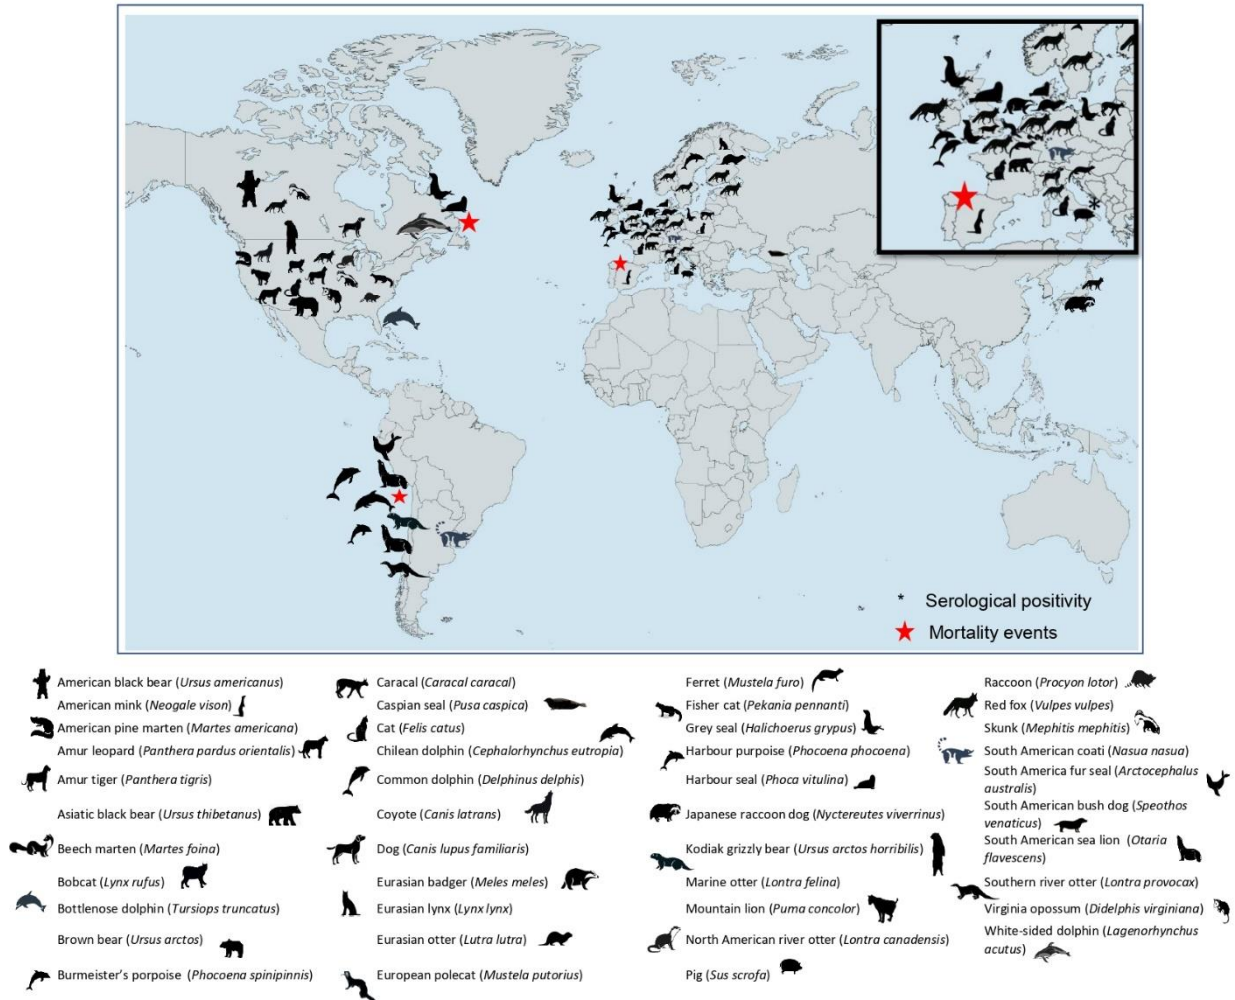 * Serological positivity
Mortality events
American black bear (Ursus americanus)
American mink (Neogale vison)
American pine marten (Martes americana)
Amur leopard (Panthera pardus orientalis)
Amur tiger (Panthera tigris)
Asiatic black bear (Ursus thibetanus)
Beech marten (Martes foina)
Bobcat (Lynx rufus)
Bottlenose dolphin (Tursiops truncatus)
Brown bear (Ursus arctos)
Burmeister's porpoise (Phocoena spinipinnis)
Caracal (Caracal caracal)
Caspian seal (Pusa caspica)
Cat (Felis catus)
Chilean dolphin (Cephalorhynchus eutropia)
Common dolphin (Delphinus delphis)
Coyote (Canis latrans)
Dog (Canis lupus familiaris)
Eurasian badger (Meles meles)
Eurasian lynx (Lynx lynx)
Eurasian otter (Lutra lutra)
European polecat (Mustela putorius)
Ferret (Mustela furo)
Fisher cat (Pekania pennanti)
Grey seal (Halichoerus grypus)
Harbour purpoise (Phocoena phocoena)
Harbour seal (Phoca vitulina)
Japanese raccoon dog (Nyctereutes viverrinus)
Kodiak grizzly bear (Ursus arctos horribilis)
Marine otter (Lontra felina)
Mountain lion (Puma concolor)
North American river otter (Lontra canadensis)
Pig (Sus scrofa)
Raccoon (Procyon lotor)
Red fox (Vulpes vulpes)
Skunk (Mephitis mephitis)
South American coati (Nasua nasua)
South America fur seal (Arctocephalus
australis)
South American bush dog (Speothos
venaticus)
South American sea lion (Otaria
flavescens)
Southern river otter (Lontra provocax)
Virginia opossum (Didelphis virginiana)
White-sided dolphin (Lagenorhynchus
acutus)